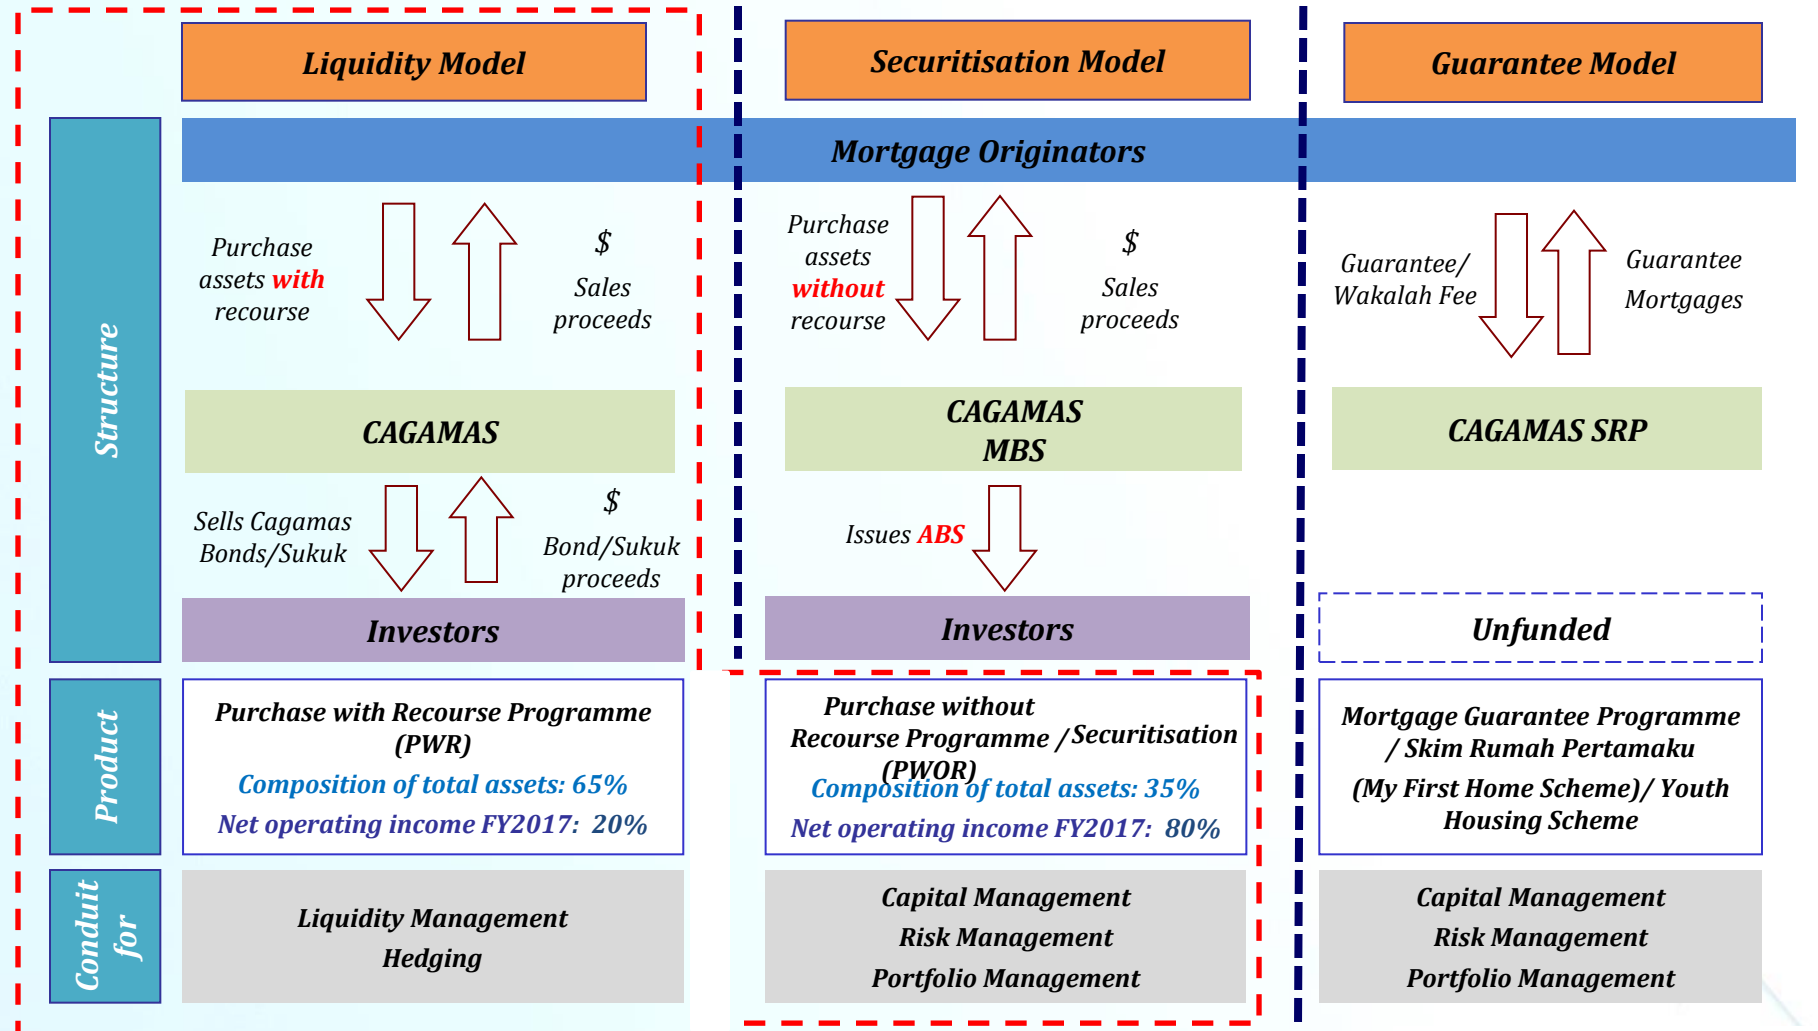 Liquidity Model
Securitisation Model
Guarantee Model
Structure
Mortgage Originators
Purchase
assets with
recourse
$
Sales
proceeds
Purchase
assets
without
recourse
$
Sales
proceeds
Guarantee/
Wakalah Fee
Guarantee
Mortgages
CAGAMAS
CAGAMAS
MBS
CAGAMAS SRP
Sells Cagamas
Bonds/Sukuk
$
Bond/Sukuk
proceeds
Issues ABS
Investors
Investors
Unfunded
Product
Purchase with Recourse Programme
(PWR)
Composition of total assets: 65%
Net operating income FY2017: 20%
Purchase without
Recourse Programme / Securitisation
(PWOR)
Composition of total assets: 35%
Net operating income FY2017: 80%
Mortgage Guarantee Programme
/ Skim Rumah Pertamaku
(My First Home Scheme)/ Youth
Housing Scheme
Conduit
for
Liquidity Management
Hedging
Capital Management
Risk Management
Portfolio Management
Capital Management
Risk Management
Portfolio Management